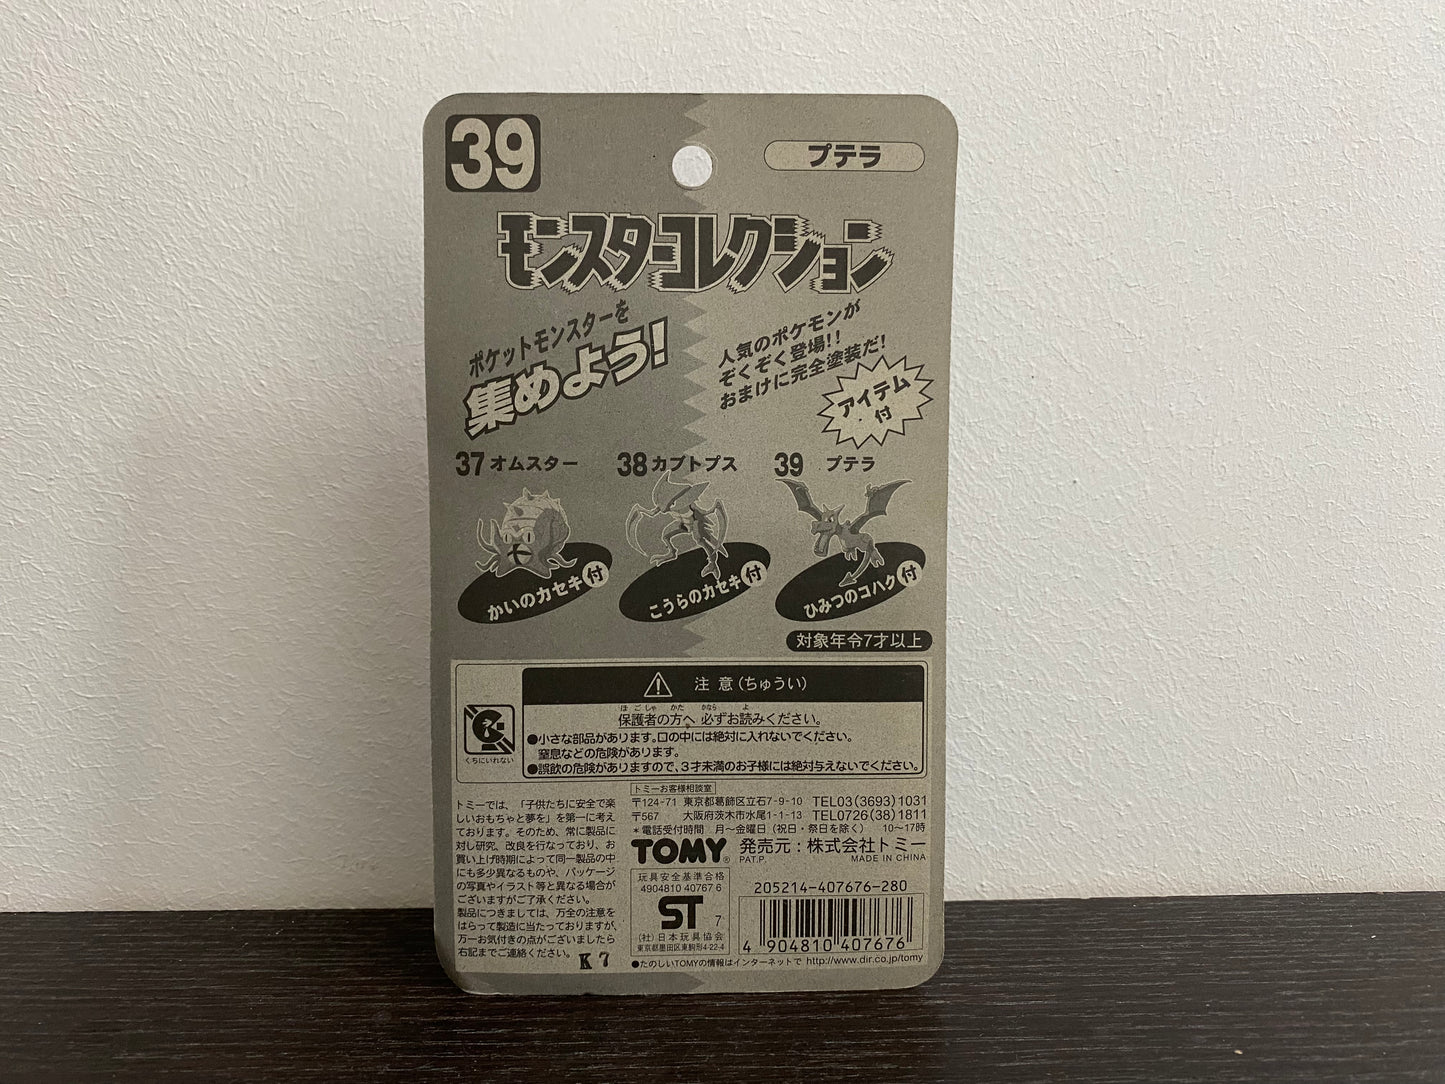 39
プテラ
モンスターコレクション
ポケットモンスターを
集めよう!
人気のポケモンが
ぞくぞく登場!!
おまけに完全塗装だ!
アイテム
付
37 オムスター
38 カブトプス
39 プテラ
かいのカセキ付
こうらのカセキ付
ひみつのコハク付
対象年令7才以上
注意(ちゅうい)
ほごしゃ かた かなら よ
保護者の方へ 必ずお読みください。
●小さな部品があります。口の中には絶対に入れないでください。
窒息などの危険があります。
●誤飲の危険がありますので、3才未満のお子様には絶対与えないでください。
くちにいれない
トミーでは、「子供たちに安全で楽
しいおもちゃと夢を」を第一に考え
ております。そのため、常に製品に
対し研究、改良を行なっており、お
買い上げ時期によって同一製品の中
にも多少異なるものや、パッケージ
の写真やイラスト等と異なる場合が
ございますがご了承ください。
製品につきましては、万全の注意を
はらって製造に当たっておりますが、
万一お気付きの点がございましたら
右記までご連絡ください。
K7
トミーお客様相談室
〒124-71 東京都葛飾区立石7-9-10 TEL03(3693)1031
〒567 大阪府茨木市水尾1-1-13 TEL0726(38)1811
*電話受付時間 月〜金曜日(祝日・祭日を除く) 10〜17時
TOMY® 発売元:株式会社トミー
PAT.P. MADE IN CHINA
玩具安全基準合格
4904810 40767 6
ST 7
(社)日本玩具協会
東京都墨田区東駒形4-22-4
205214-407676-280
4 904810 407676
●たのしいTOMYの情報はインターネットで http://www.dir.co.jp/tomy